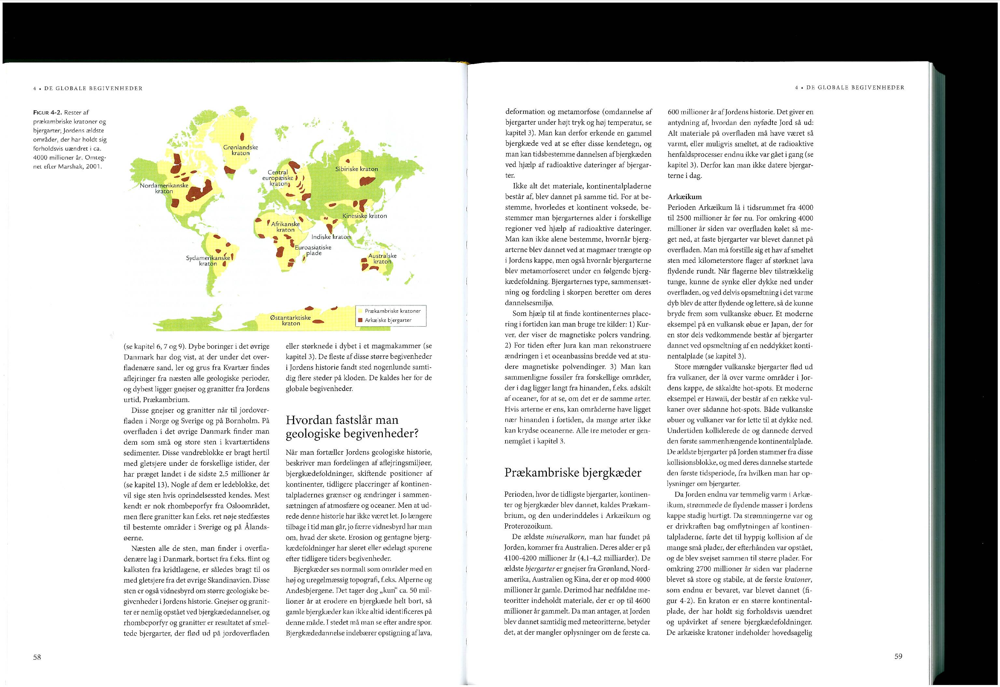 4 • DE GLOBALE BEGIVENHEDER
FIGUR 4-2. Rester af
prækambriske kratoner og
bjergarter; Jordens ældste
områder, der har holdt sig
forholdsvis uændret i ca.
4000 millioner år. Omteg-
net efter Marshak, 2001.
Grønlandske
kraton
Central
europæiske
kraton
Sibiriske kraton
Nordamerikanske
kraton
Kinesiske kraton
Afrikanske
kraton
Indiske kraton
Euroasiatiske
plade
Sydamerikanske
kraton
Australske
kraton
Østantarktiske
kraton
Prækambriske kratoner
Arkæiske bjergarter
(se kapitel 6, 7 og 9). Dybe boringer i det øvrige
Danmark har dog vist, at der under det over-
fladenære sand, ler og grus fra Kvartær findes
aflejringer fra næsten alle geologiske perioder,
og dybest ligger gnejser og granitter fra Jordens
urtid, Prækambrium.
Disse gnejser og granitter når til jordover-
fladen i Norge og Sverige og på Bornholm. På
overfladen i det øvrige Danmark finder man
dem som små og store sten i kvartærtidens
sedimenter. Disse vandreblokke er bragt hertil
med gletsjere under de forskellige istider, der
har præget landet i de sidste 2,5 millioner år
(se kapitel 13). Nogle af dem er ledeblokke, det
vil sige sten hvis oprindelsessted kendes. Mest
kendt er nok rhombeporfyr fra Osloområdet,
men flere granitter kan f.eks. ret nøje stedfæstes
til bestemte områder i Sverige og på Ålands-
øerne.
Næsten alle de sten, man finder i overfla-
denære lag i Danmark, bortset fra f.eks. flint og
kalksten fra kridtlagene, er således bragt til os
med gletsjere fra det øvrige Skandinavien. Disse
sten er også vidnesbyrd om større geologiske be-
givenheder i Jordens historie. Gnejser og granit-
ter er nemlig opstået ved bjergkædedannelser, og
rhombeporfyr og granitter er resultatet af smel-
tede bjergarter, der flød ud på jordoverfladen
eller størknede i dybet i et magmakammer (se
kapitel 3). De fleste af disse større begivenheder
i Jordens historie fandt sted nogenlunde samti-
dig flere steder på kloden. De kaldes her for de
globale begivenheder.
Hvordan fastslår man
geologiske begivenheder?
Når man fortæller Jordens geologiske historie,
beskriver man fordelingen af aflejringsmiljøer,
bjergkædefoldninger, skiftende positioner af
kontinenter, tidligere placeringer af kontinen-
talpladernes grænser og ændringer i sammen-
sætningen af atmosfære og oceaner. Men at ud-
rede denne historie har ikke været let. Jo længere
tilbage i tid man går, jo færre vidnesbyrd har man
om, hvad der skete. Erosion og gentagne bjerg-
kædefoldninger har sløret eller ødelagt sporene
efter tidligere tiders begivenheder.
Bjergkæder ses normalt som områder med en
høj og uregelmæssig topografi, f.eks. Alperne og
Andesbjergene. Det tager dog „kun“ ca. 50 mil-
lioner år at erodere en bjergkæde helt bort, så
gamle bjergkæder kan ikke altid identificeres på
denne måde. I stedet må man se efter andre spor.
Bjergkædedannelse indebærer opstigning af lava,
58
4 • DE GLOBALE BEGIVENHEDER
deformation og metamorfose (omdannelse af
bjergarter under højt tryk og høj temperatur, se
kapitel 3). Man kan derfor erkende en gammel
bjergkæde ved at se efter disse kendetegn, og
man kan tidsbestemme dannelsen af bjergkæden
ved hjælp af radioaktive dateringer af bjergar-
ter.
Ikke alt det materiale, kontinentalpladerne
består af, blev dannet på samme tid. For at be-
stemme, hvorledes et kontinent voksede, be-
stemmer man bjergarternes alder i forskellige
regioner ved hjælp af radioaktive dateringer.
Man kan ikke alene bestemme, hvornår bjerg-
arterne blev dannet ved at magmaer trængte op
i Jordens kappe, men også hvornår bjergarterne
blev metamorfoseret under en følgende bjerg-
kædefoldning. Bjergarternes type, sammensæt-
ning og fordeling i skorpen beretter om deres
dannelsesmiljø.
Som hjælp til at finde kontinenternes place-
ring i fortiden kan man bruge tre kilder: 1) Kur-
ver, der viser de magnetiske polers vandring.
2) For tiden efter Jura kan man rekonstruere
ændringen i et oceanbassins bredde ved at stu-
dere magnetiske polvendinger. 3) Man kan
sammenligne fossiler fra forskellige områder,
der i dag ligger langt fra hinanden, f.eks. adskilt
af oceaner, for at se, om det er de samme arter.
Hvis arterne er ens, kan områderne have ligget
nær hinanden i fortiden, da mange arter ikke
kan krydse oceanerne. Alle tre metoder er gen-
nemgået i kapitel 3.
Prækambriske bjergkæder
Perioden, hvor de tidligste bjergarter, kontinen-
ter og bjergkæder blev dannet, kaldes Prækam-
brium, og den underinddeles i Arkæikum og
Proterozoikum.
De ældste mineralkorn, man har fundet på
Jorden, kommer fra Australien. Deres alder er på
4100-4200 millioner år (4,1-4,2 milliarder). De
ældste bjergarter er gnejser fra Grønland, Nord-
amerika, Australien og Kina, der er op mod 4000
millioner år gamle. Derimod har nedfaldne me-
teoritter indeholdt materiale, der er op til 4600
millioner år gammelt. Da man antager, at Jorden
blev dannet samtidig med meteoritterne, betyder
det, at der mangler oplysninger om de første ca.
600 millioner år af Jordens historie. Det giver en
antydning af, hvordan den nyfødte Jord så ud:
Alt materiale på overfladen må have været så
varmt, eller muligvis smeltet, at de radioaktive
henfaldsprocesser endnu ikke var gået i gang (se
kapitel 3). Derfor kan man ikke datere bjergar-
terne i dag.
Arkæikum
Perioden Arkæikum lå i tidsrummet fra 4000
til 2500 millioner år før nu. For omkring 4000
millioner år siden var overfladen kølet så me-
get ned, at faste bjergarter var blevet dannet på
overfladen. Man må forstille sig et hav af smeltet
sten med kilometerstore flager af størknet lava
flydende rundt. Når flagerne blev tilstrækkelig
tunge, kunne de synke eller dykke ned under
overfladen, og ved delvis opsmeltning i det varme
dyb blev de atter flydende og lettere, så de kunne
bryde frem som vulkanske øbuer. Et moderne
eksempel på en vulkansk øbue er Japan, der for
en stor dels vedkommende består af bjergarter
dannet ved opsmeltning af en neddykket konti-
nentalplade (se kapitel 3).
Store mængder vulkanske bjergarter flød ud
fra vulkaner, der lå over varme områder i Jor-
dens kappe, de såkaldte hot-spots. Et moderne
eksempel er Hawaii, der består af en række vul-
kaner over sådanne hot-spots. Både vulkanske
øbuer og vulkaner var for lette til at dykke ned.
Undertiden kolliderede de og dannede derved
den første sammenhængende kontinentalplade.
De ældste bjergarter på Jorden stammer fra disse
kollisionsblokke, og med deres dannelse startede
den første tidsperiode, fra hvilken man har op-
lysninger om bjergarter.
Da Jorden endnu var temmelig varm i Arkæ-
ikum, strømmede de flydende masser i Jordens
kappe stadig hurtigt. Da strømningerne var og
er drivkraften bag omflytningen af kontinen-
talpladerne, førte det til hyppig kollision af de
mange små plader, der efterhånden var opstået,
og de blev svejset sammen til større plader. For
omkring 2700 millioner år siden var pladerne
blevet så store og stabile, at de første kratoner,
som endnu er bevaret, var blevet dannet (fi-
gur 4-2). En kraton er en større kontinental-
plade, der har holdt sig forholdsvis uændret
og upåvirket af senere bjergkædefoldninger.
De arkæiske kratoner indeholder hovedsagelig
59